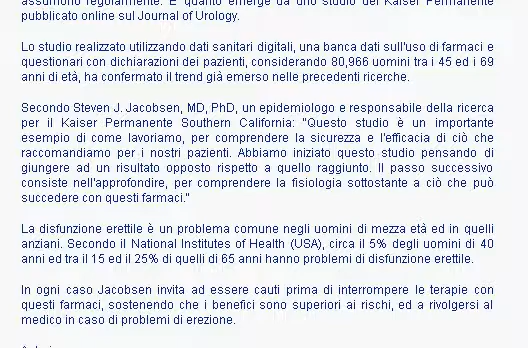 assumono regolarmente. E' quanto emerge da uno studio del Kaiser Permanente
pubblicato online sul Journal of Urology.
Lo studio realizzato utilizzando dati sanitari digitali, una banca dati sull'uso di farmaci e
questionari con dichiarazioni dei pazienti, considerando 80,966 uomini tra i 45 ed i 69
anni di età, ha confermato il trend già emerso nelle precedenti ricerche.
Secondo Steven J. Jacobsen, MD, PhD, un epidemiologo e responsabile della ricerca
per il Kaiser Permanente Southern California: "Questo studio è un importante
esempio di come lavoriamo, per comprendere la sicurezza e l'efficacia di ciò che
raccomandiamo per i nostri pazienti. Abbiamo iniziato questo studio pensando di
giungere ad un risultato opposto rispetto a quello raggiunto. Il passo successivo
consiste nell'approfondire, per comprendere la fisiologia sottostante a ciò che può
succedere con questi farmaci."
La disfunzione erettile è un problema comune negli uomini di mezza età ed in quelli
anziani. Secondo il National Institutes of Health (USA), circa il 5% degli uomini di 40
anni ed tra il 15 ed il 25% di quelli di 65 anni hanno problemi di disfunzione erettile.
In ogni caso Jacobsen invita ad essere cauti prima di interrompere le terapie con
questi farmaci, sostenendo che i benefici sono superiori ai rischi, ed a rivolgersi al
medico in caso di problemi di erezione.